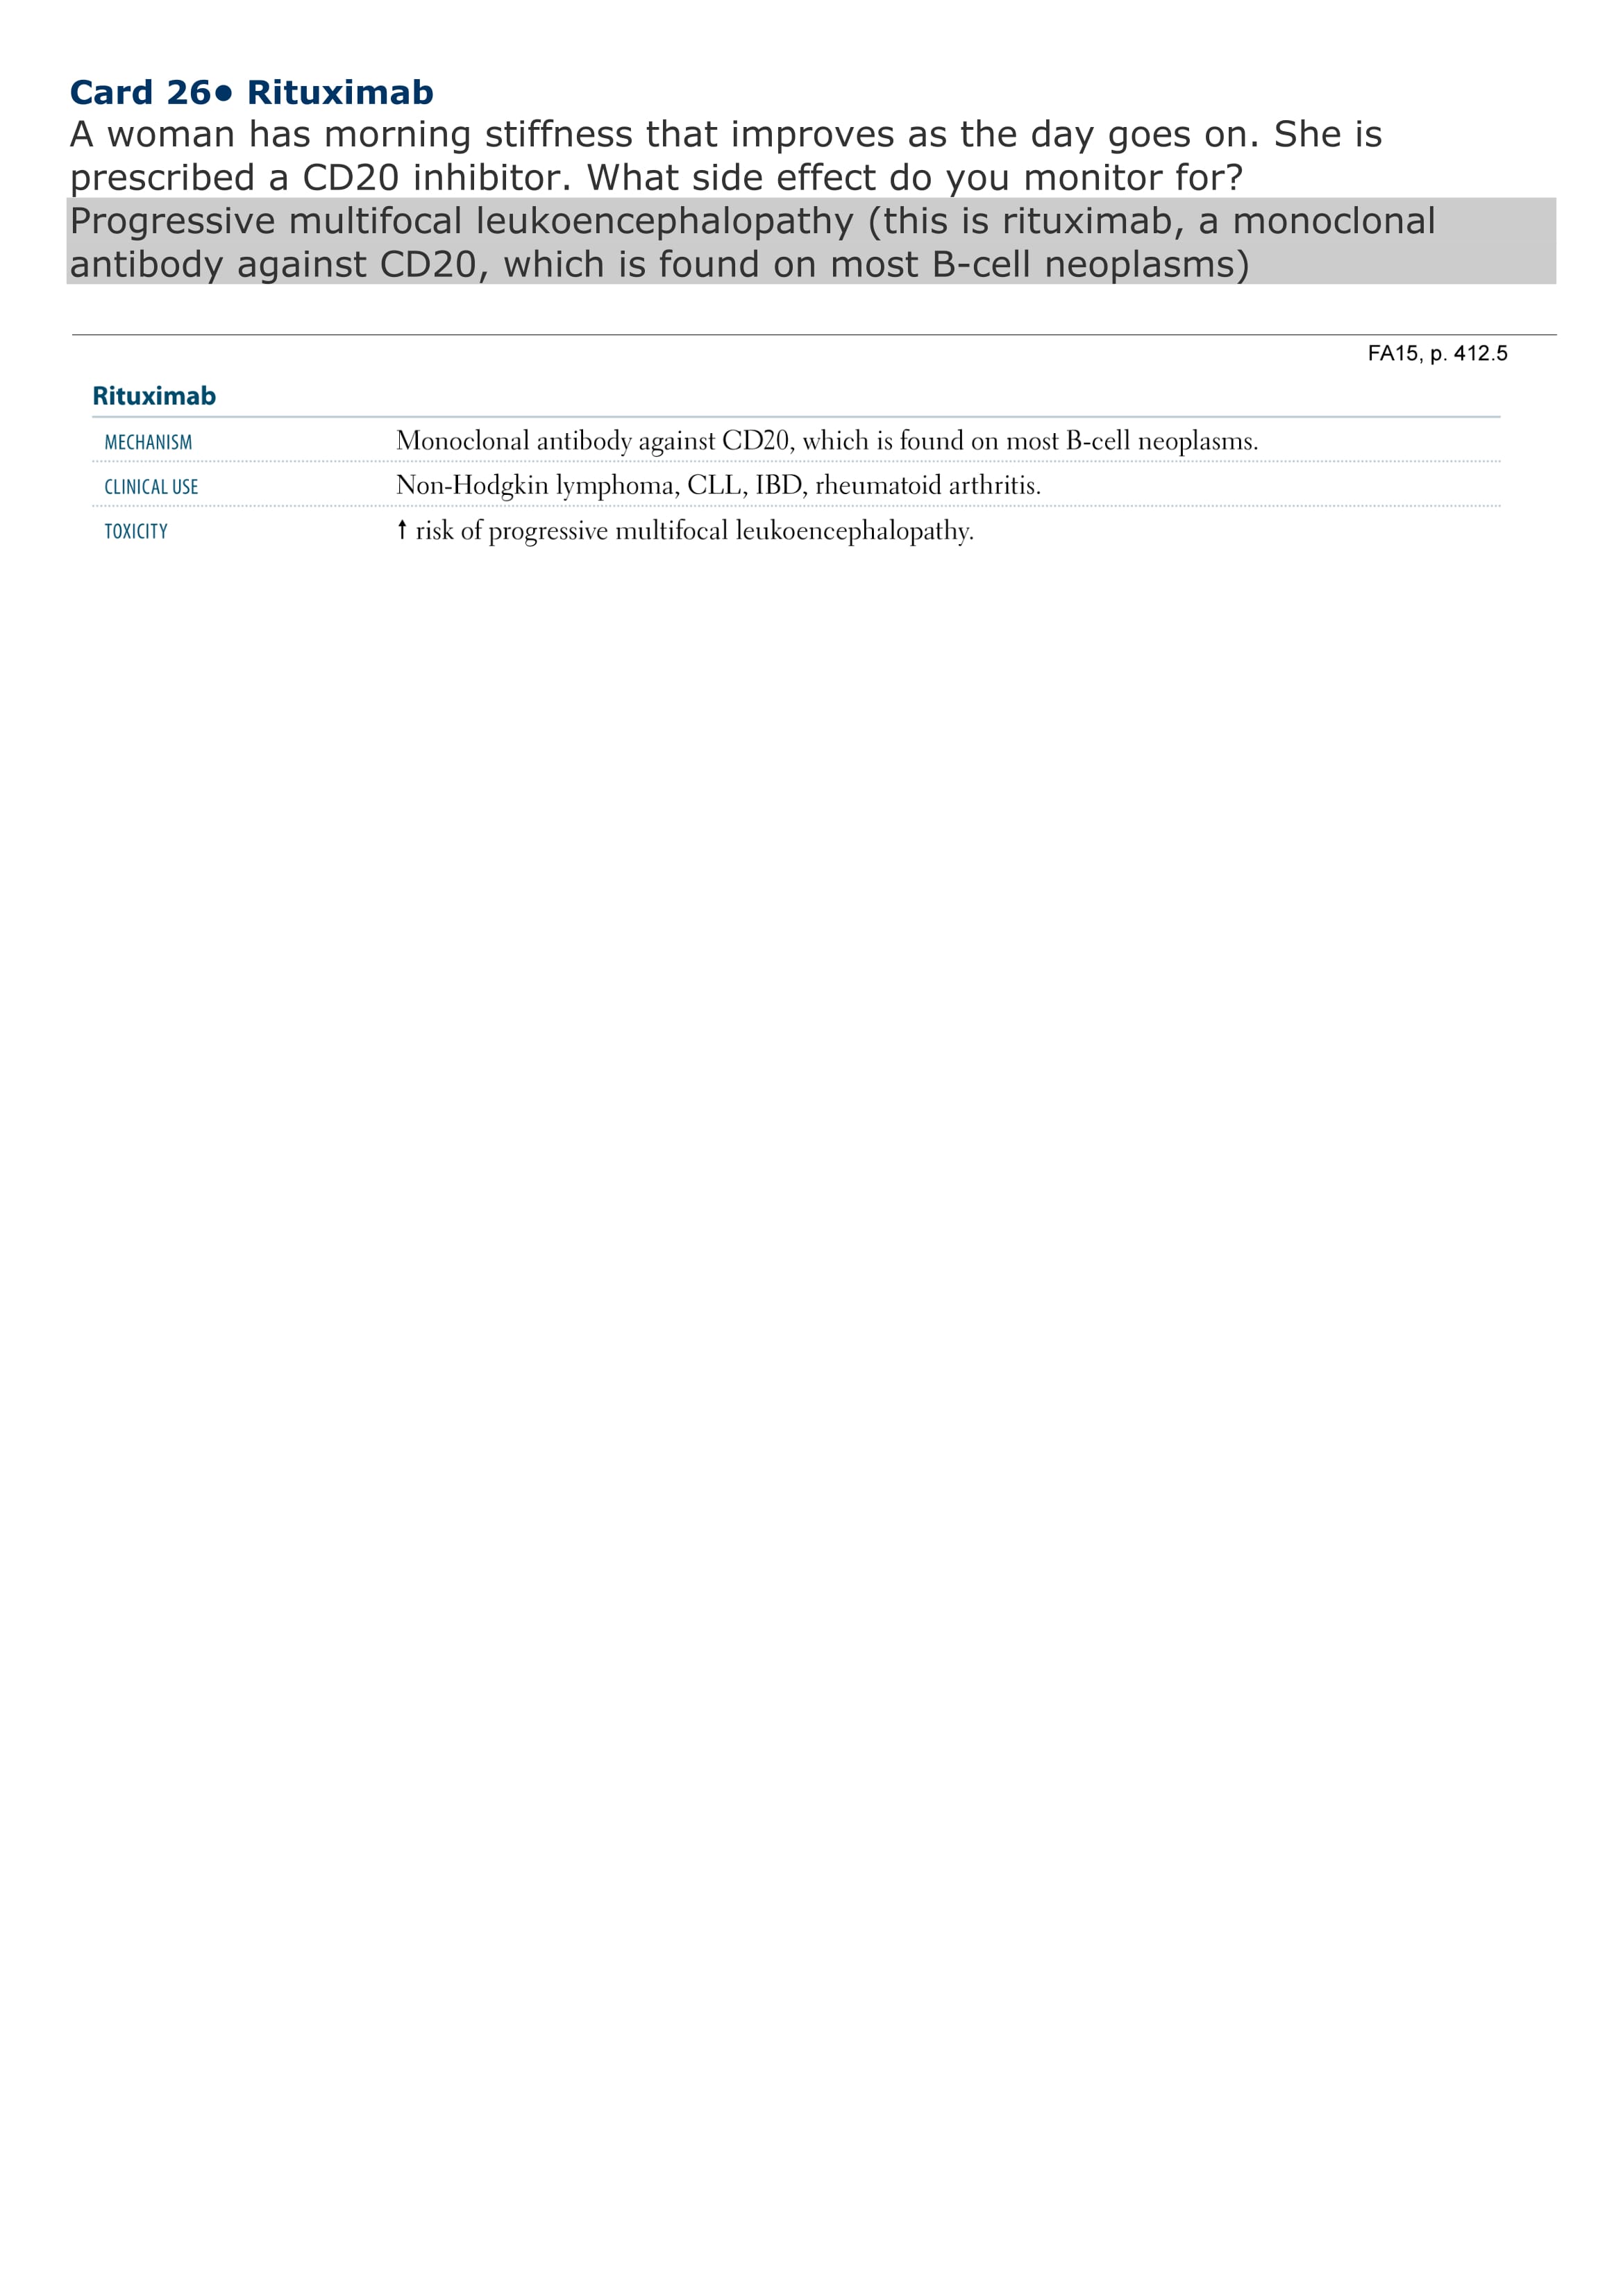 Card 26● Rituximab
A woman has morning stiffness that improves as the day goes on. She is
prescribed a CD20 inhibitor. What side effect do you monitor for?
Progressive multifocal leukoencephalopathy (this is rituximab, a monoclonal
antibody against CD20, which is found on most B-cell neoplasms)
FA15, p. 412.5
Rituximab
MECHANISM Monoclonal antibody against CD20, which is found on most B-cell neoplasms.
CLINICAL USE Non-Hodgkin lymphoma, CLL, IBD, rheumatoid arthritis.
TOXICITY ↑ risk of progressive multifocal leukoencephalopathy.